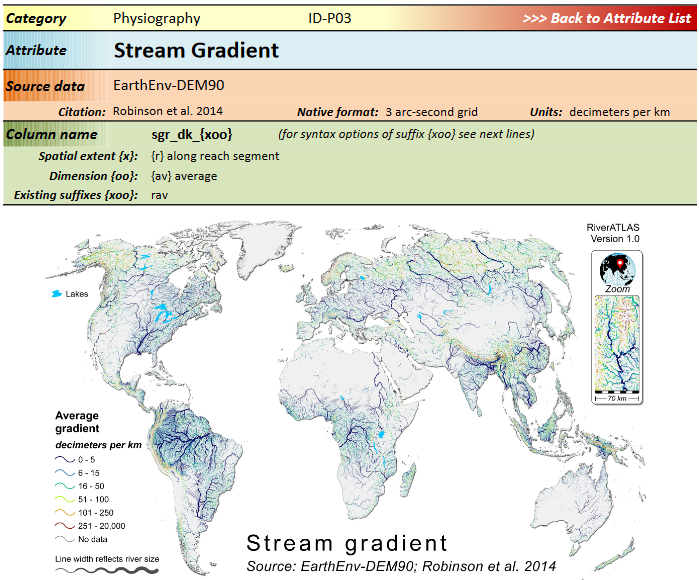 Category Physiography ID-P03 >>> Back to Attribute List
Attribute Stream Gradient
Source data EarthEnv-DEM90
Citation: Robinson et al. 2014 Native format: 3 arc-second grid Units: decimeters per km
Column name sgr_dk_{xoo} (for syntax options of suffix {xoo} see next lines)
Spatial extent {x}: {r} along reach segment
Dimension {oo}: {av} average
Existing suffixes {xoo}: rav
RiverATLAS
Version 1.0
Zoom
70 km
Lakes
Average
gradient
decimeters per km
0 - 5
6 - 15
16 - 50
51 - 100
101 - 250
251 - 20,000
No data
Line width reflects river size
Stream gradient
Source: EarthEnv-DEM90; Robinson et al. 2014